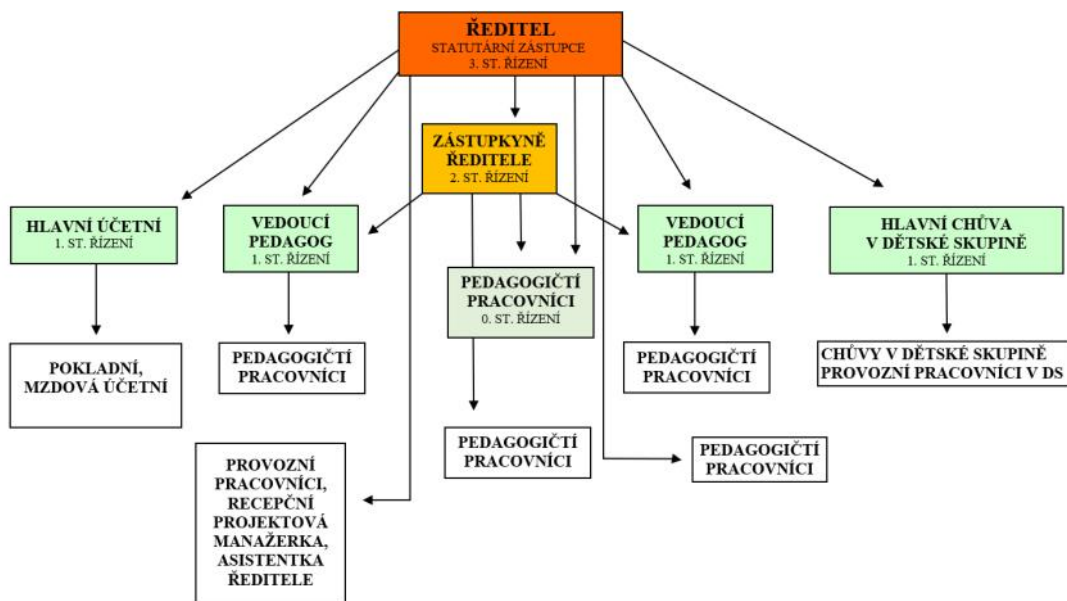 ŘEDITEL
STATUTÁRNÍ ZÁSTUPCE
3. ST. ŘÍZENÍ
ZÁSTUPKYNĚ
ŘEDITELE
2. ST. ŘÍZENÍ
HLAVNÍ ÚČETNÍ
1. ST. ŘÍZENÍ
VEDOUCÍ
PEDAGOG
1. ST. ŘÍZENÍ
VEDOUCÍ
PEDAGOG
1. ST. ŘÍZENÍ
HLAVNÍ CHŮVA
V DĚTSKÉ SKUPINĚ
1. ST. ŘÍZENÍ
PEDAGOGIČTÍ
PRACOVNÍCI
0. ST. ŘÍZENÍ
POKLADNÍ,
MZDOVÁ ÚČETNÍ
PEDAGOGIČTÍ
PRACOVNÍCI
PEDAGOGIČTÍ
PRACOVNÍCI
CHŮVY V DĚTSKÉ SKUPINĚ
PROVOZNÍ PRACOVNÍCI V DS
PEDAGOGIČTÍ
PRACOVNÍCI
PEDAGOGIČTÍ
PRACOVNÍCI
PROVOZNÍ
PRACOVNÍCI,
RECEPČNÍ
PROJEKTOVÁ
MANAŽERKA,
ASISTENTKA
ŘEDITELE